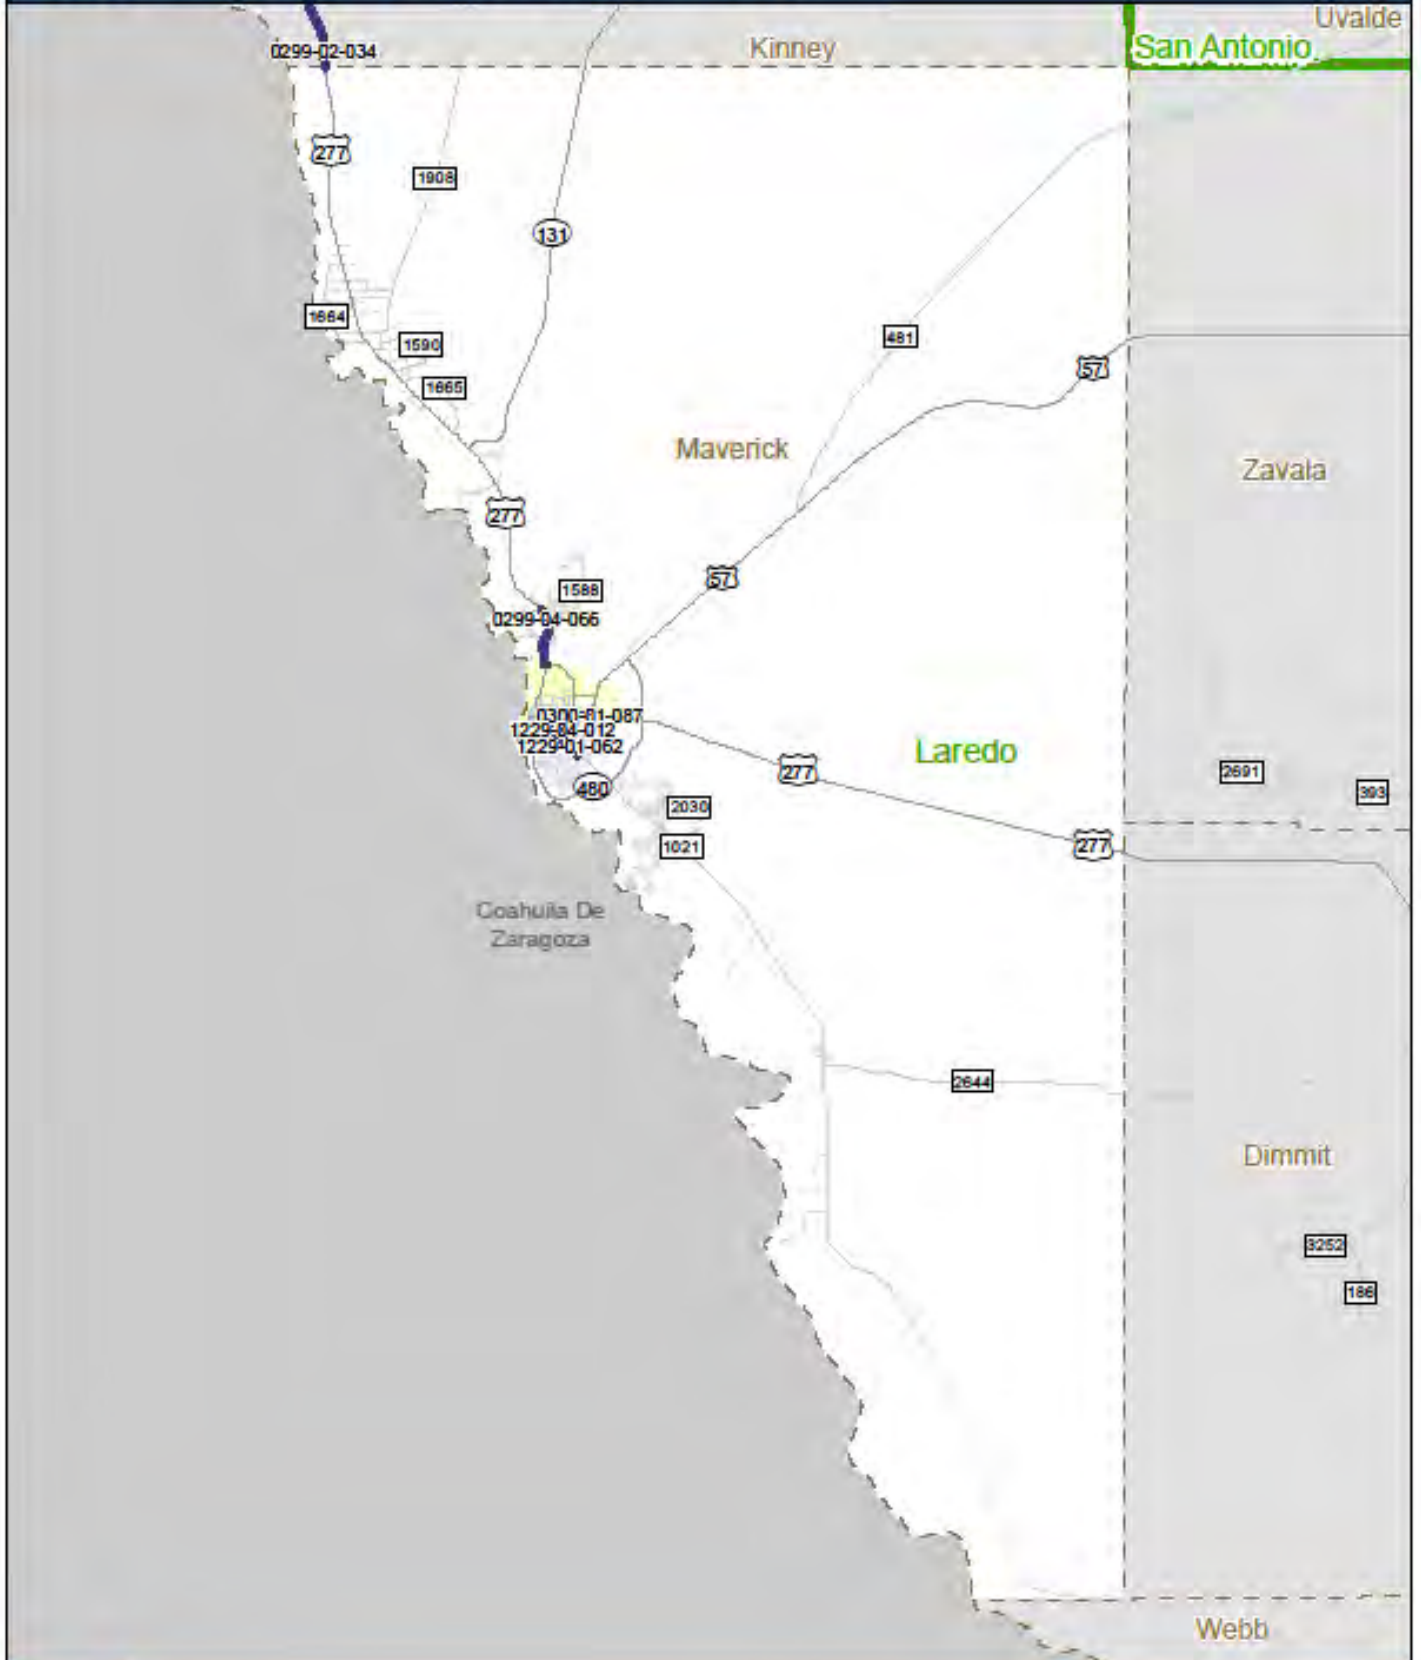 Uvalde
Kinney
San Antonio
0299-02-034
277
1908
131
1664
1590
481
57
1665
Maverick
Zavala
277
57
1588
0299-04-066
0300-01-087
1229-04-012
1229-01-062
Laredo
277
2691
480
393
2030
1021
277
Coahuila De
Zaragoza
2644
Dimmit
3252
186
Webb